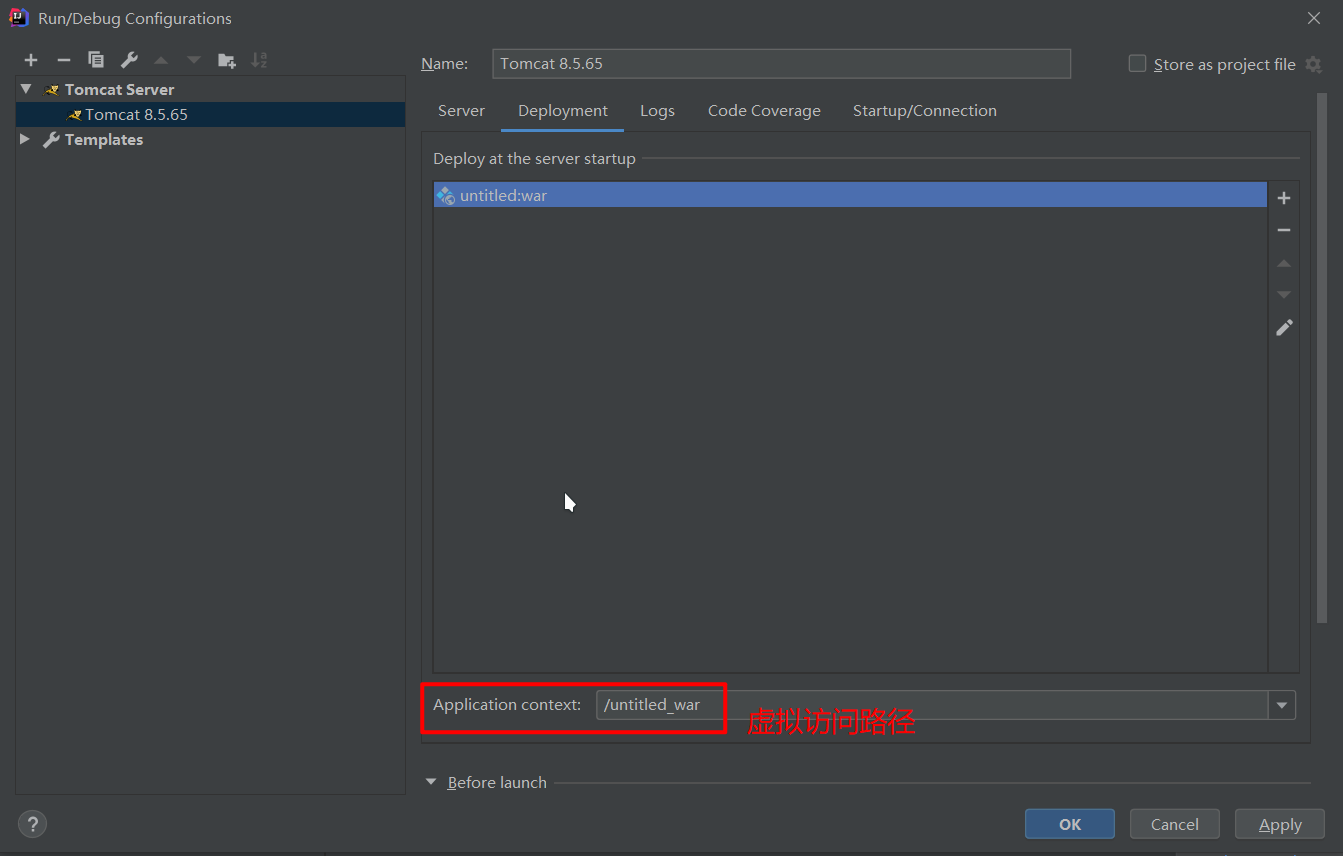 Run/Debug Configurations
Name: Tomcat 8.5.65
Store as project file
Tomcat Server
Tomcat 8.5.65
Templates
Server Deployment Logs Code Coverage Startup/Connection
Deploy at the server startup
untitled:war
Application context: /untitled_war
虚拟访问路径
Before launch
?
OK Cancel Apply